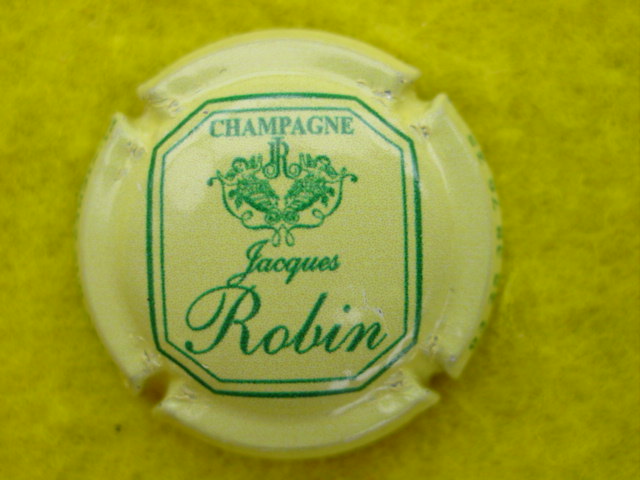 CHAMPAGNE
JR
Jacques
Robin